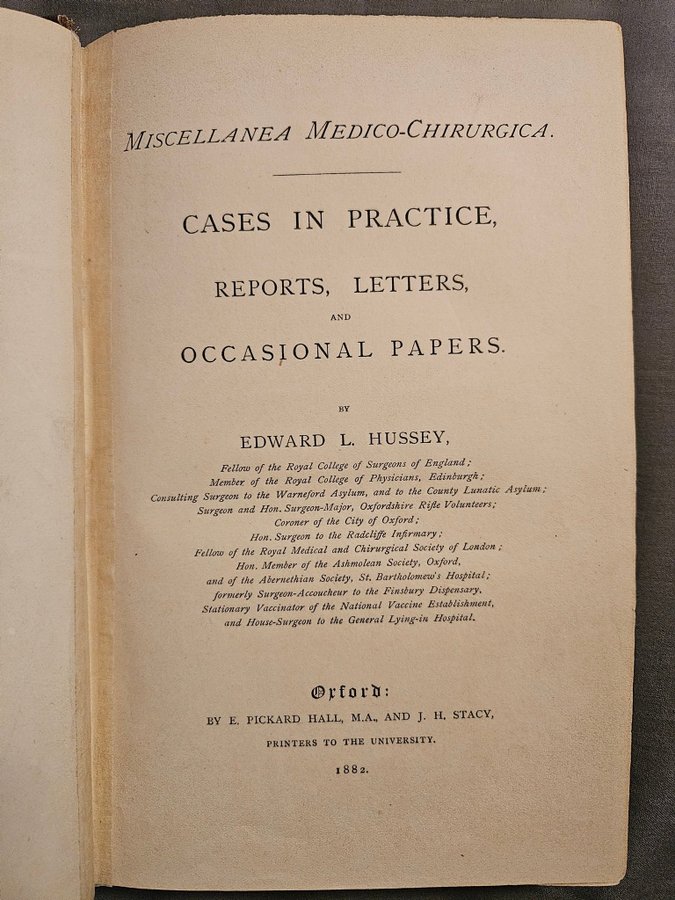 MISCELLANEA MEDICO-CHIRURGICA.
CASES IN PRACTICE,
REPORTS, LETTERS,
AND
OCCASIONAL PAPERS.
BY
EDWARD L. HUSSEY,
Fellow of the Royal College of Surgeons of England;
Member of the Royal College of Physicians, Edinburgh;
Consulting Surgeon to the Warneford Asylum, and to the County Lunatic Asylum;
Surgeon and Hon. Surgeon-Major, Oxfordshire Rifle Volunteers;
Coroner of the City of Oxford;
Hon. Surgeon to the Radcliffe Infirmary;
Fellow of the Royal Medical and Chirurgical Society of London;
Hon. Member of the Ashmolean Society, Oxford,
and of the Abernethian Society, St. Bartholomew's Hospital;
formerly Surgeon-Accoucheur to the Finsbury Dispensary,
Stationary Vaccinator of the National Vaccine Establishment,
and House-Surgeon to the General Lying-in Hospital.
Oxford:
BY E. PICKARD HALL, M.A., AND J. H. STACY,
PRINTERS TO THE UNIVERSITY.
1882.